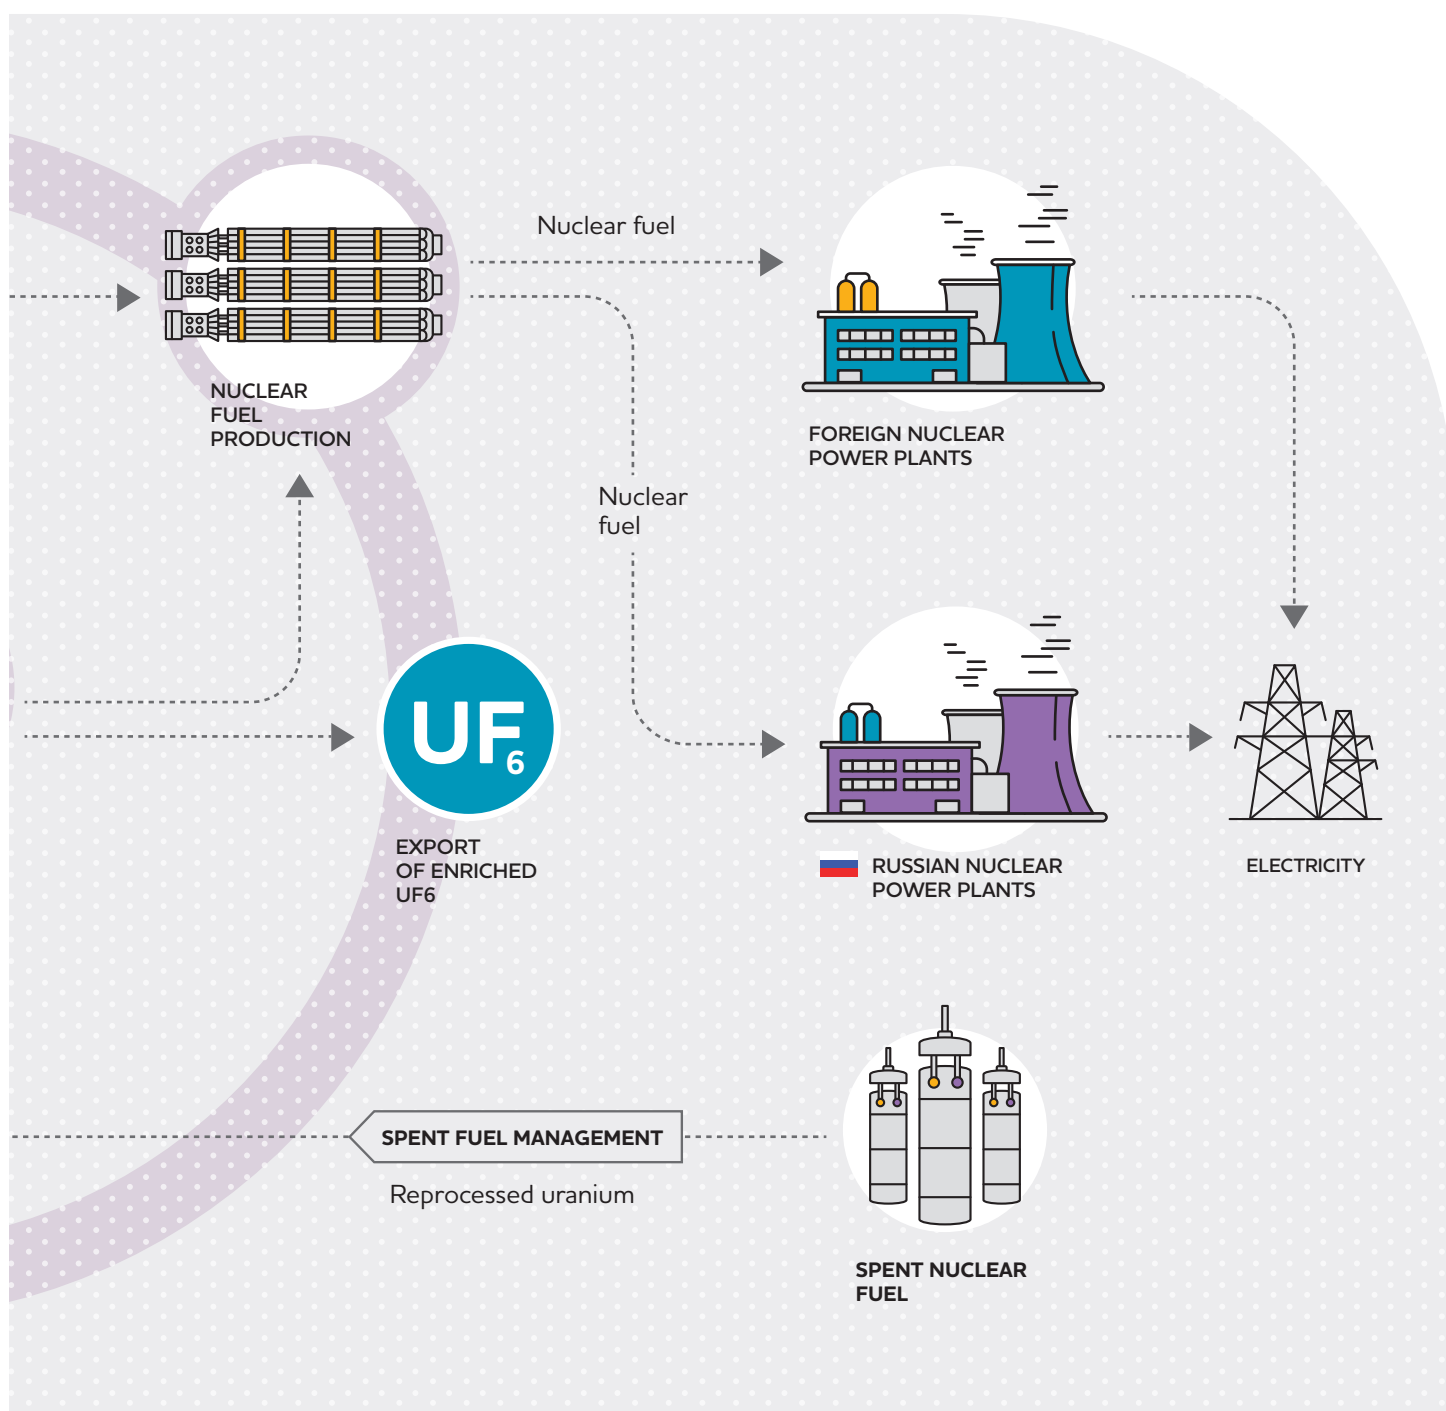 Nuclear fuel
NUCLEAR
FUEL
PRODUCTION
FOREIGN NUCLEAR
POWER PLANTS
Nuclear
fuel
UF6
EXPORT
OF ENRICHED
UF6
RUSSIAN NUCLEAR
POWER PLANTS
ELECTRICITY
SPENT FUEL MANAGEMENT
Reprocessed uranium
SPENT NUCLEAR
FUEL